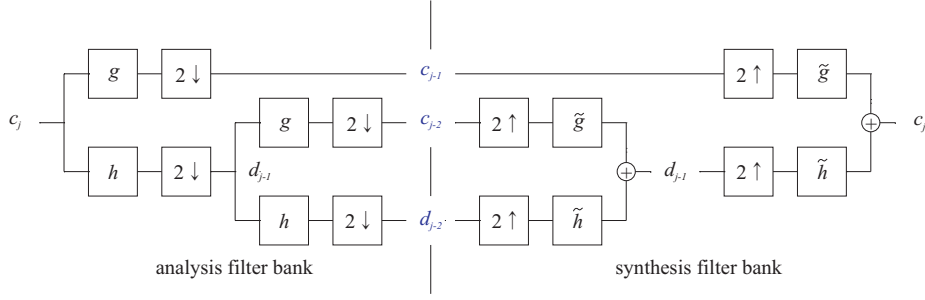 g 2↓ c_{j-1} 2↑ g̃
c_j g 2↓ c_{j-2} 2↑ g̃ + c_j
h 2↓ d_{j-1} + d_{j-1} 2↑ h̃
h 2↓ d_{j-2} 2↑ h̃
analysis filter bank synthesis filter bank